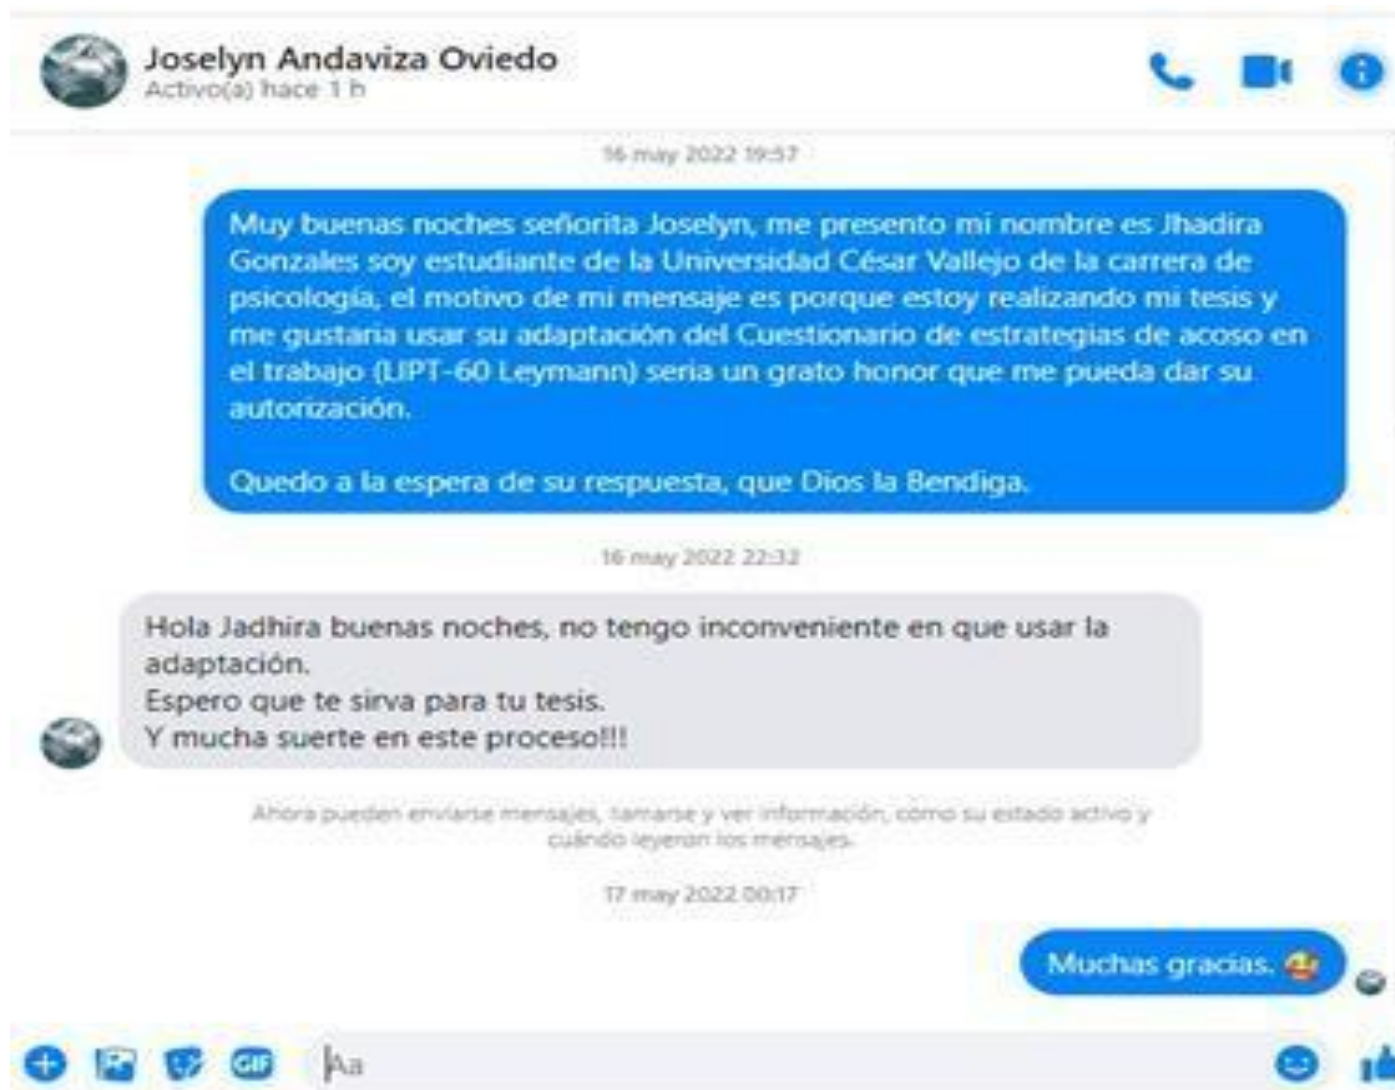 Joselyn Andaviza Oviedo
Activo(a) hace 1 h
16 may 2022 19:57
Muy buenas noches señorita Joselyn, me presento mi nombre es Jhadira
Gonzales soy estudiante de la Universidad César Vallejo de la carrera de
psicología, el motivo de mi mensaje es porque estoy realizando mi tesis y
me gustaria usar su adaptación del Cuestionario de estrategias de acoso en
el trabajo (LIPT-60 Leymann) seria un grato honor que me pueda dar su
autorización.
Quedo a la espera de su respuesta, que Dios la Bendiga.
16 may 2022 22:32
Hola Jadhira buenas noches, no tengo inconveniente en que usar la
adaptación.
Espero que te sirva para tu tesis.
Y mucha suerte en este proceso!!!
Ahora pueden enviarse mensajes, llamarse y ver información, como su estado activo y
cuándo leyeron los mensajes.
17 may 2022 00:17
Muchas gracias. 🥰
GIF
Aa